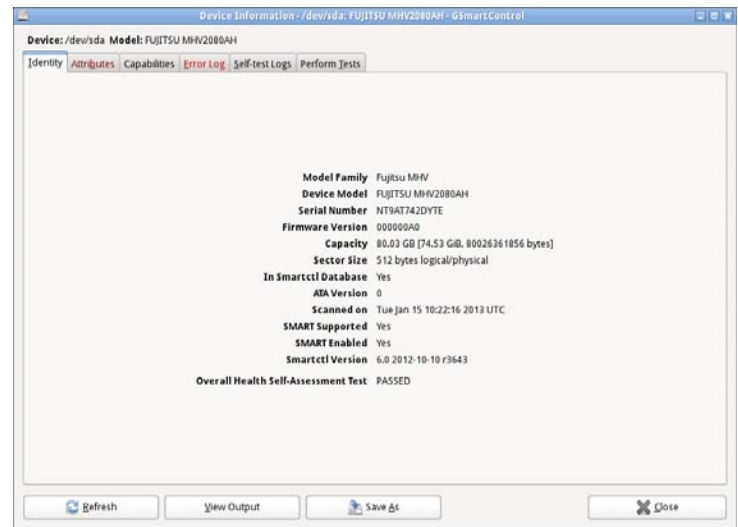 Device Information - /dev/sda: FUJITSU MHV2080AH - GSmartControl
Device: /dev/sda Model: FUJITSU MHV2080AH
Identity Attributes Capabilities Error Log Self-test Logs Perform Tests
Model Family Fujitsu MHV
Device Model FUJITSU MHV2080AH
Serial Number NT9AT742DYTE
Firmware Version 000000A0
Capacity 80.03 GB [74.53 GiB, 80026361856 bytes]
Sector Size 512 bytes logical/physical
In Smartctl Database Yes
ATA Version 0
Scanned on Tue Jan 15 10:22:16 2013 UTC
SMART Supported Yes
SMART Enabled Yes
Smartctl Version 6.0 2012-10-10 r3643
Overall Health Self-Assessment Test PASSED
Refresh View Output Save As Close